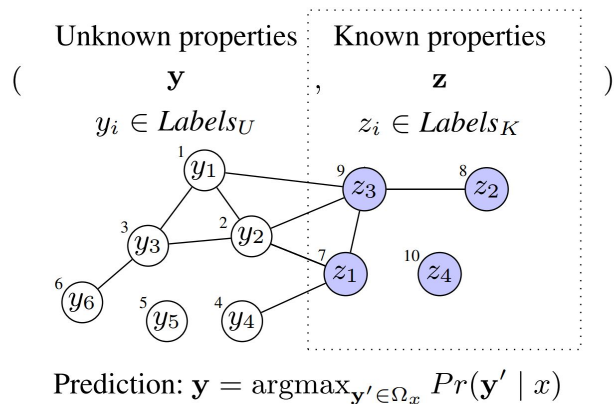 Unknown properties Known properties
( y , z )
yᵢ ∈ Labels_U zᵢ ∈ Labels_K
1 y₁
9 z₃ 8 z₂
3 y₃ 2 y₂
7 z₁ 10 z₄
6 y₆ 5 y₅ 4 y₄
Prediction: y = argmax_{y′∈Ωₓ} Pr(y′ | x)